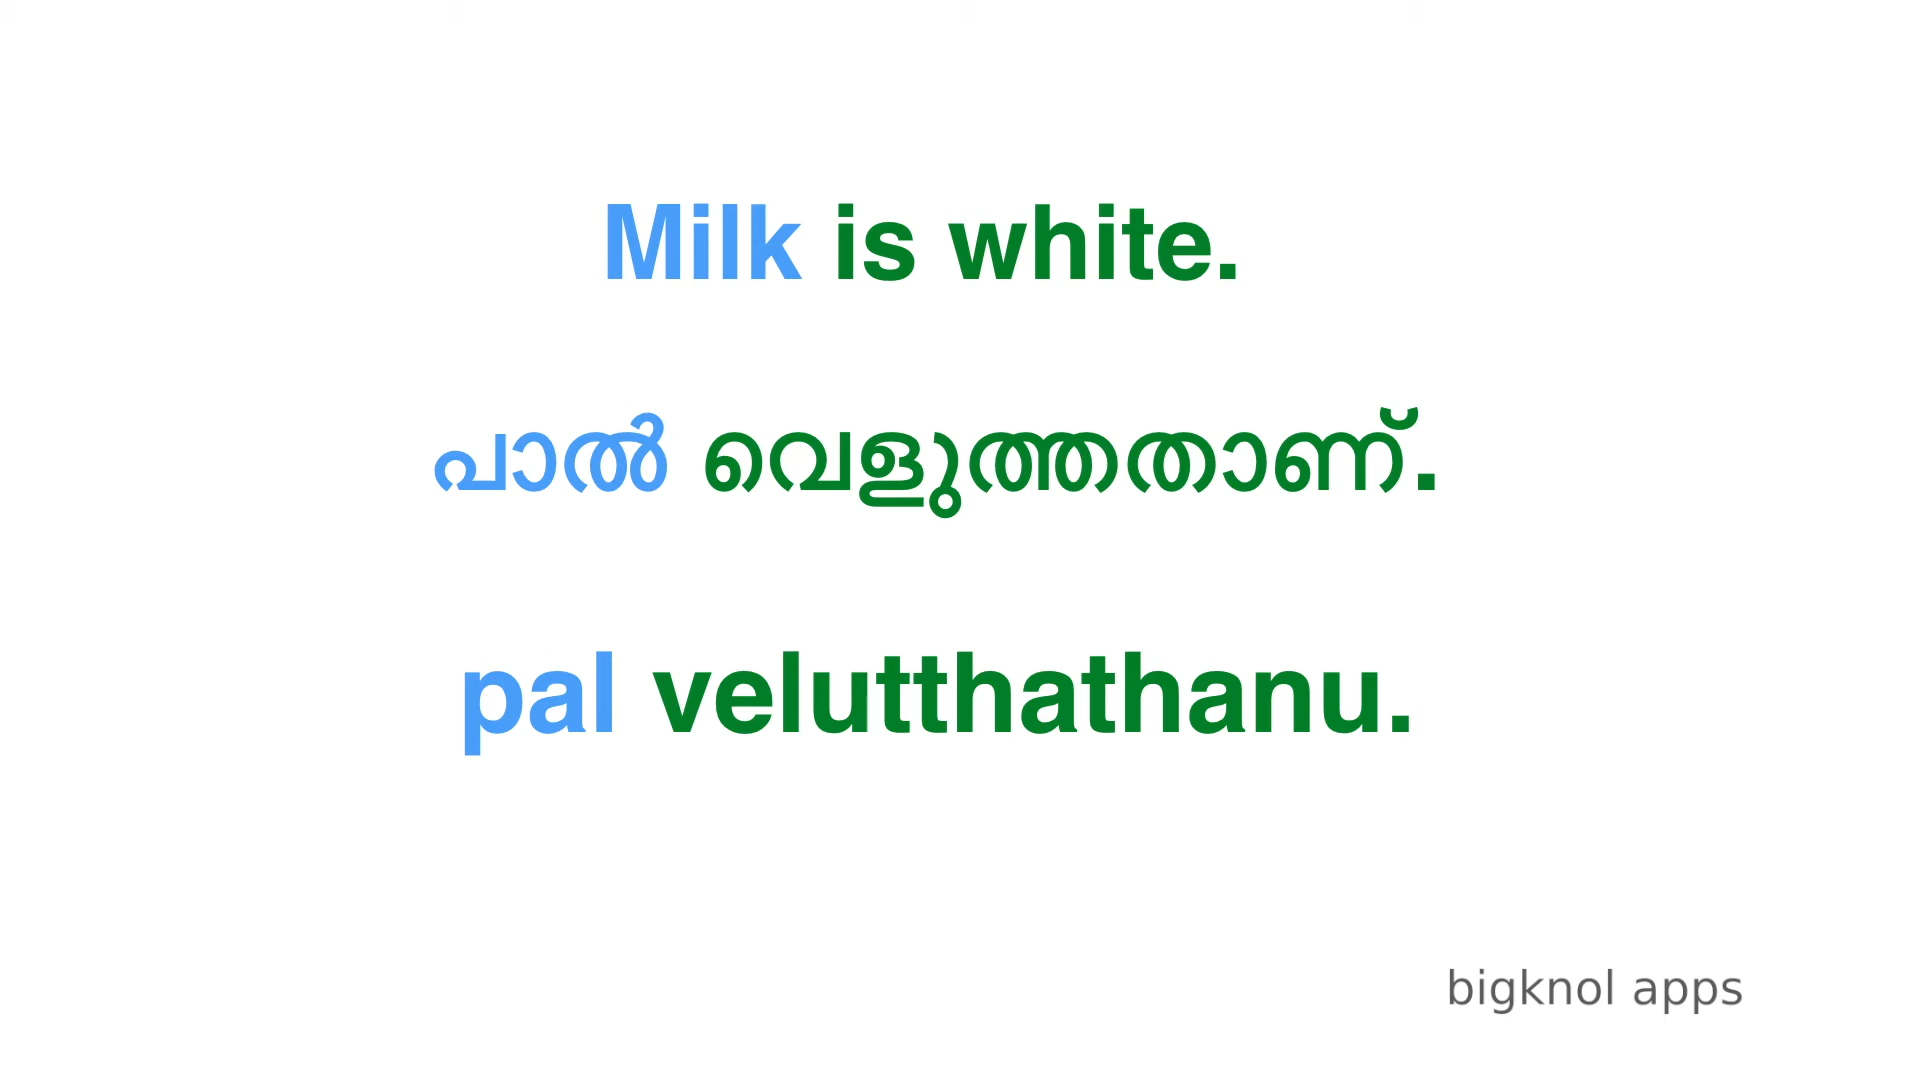 Milk is white.
പാൽ വെളുത്തതാണ്.
pal velutthathanu.
bigknol apps